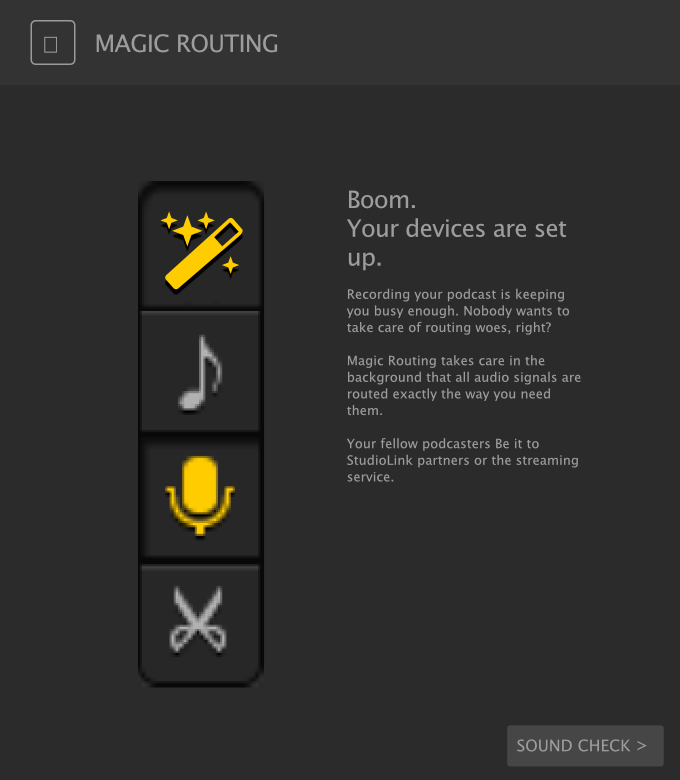 MAGIC ROUTING
Boom.
Your devices are set
up.
Recording your podcast is keeping
you busy enough. Nobody wants to
take care of routing woes, right?
Magic Routing takes care in the
background that all audio signals are
routed exactly the way you need
them.
Your fellow podcasters Be it to
StudioLink partners or the streaming
service.
SOUND CHECK >